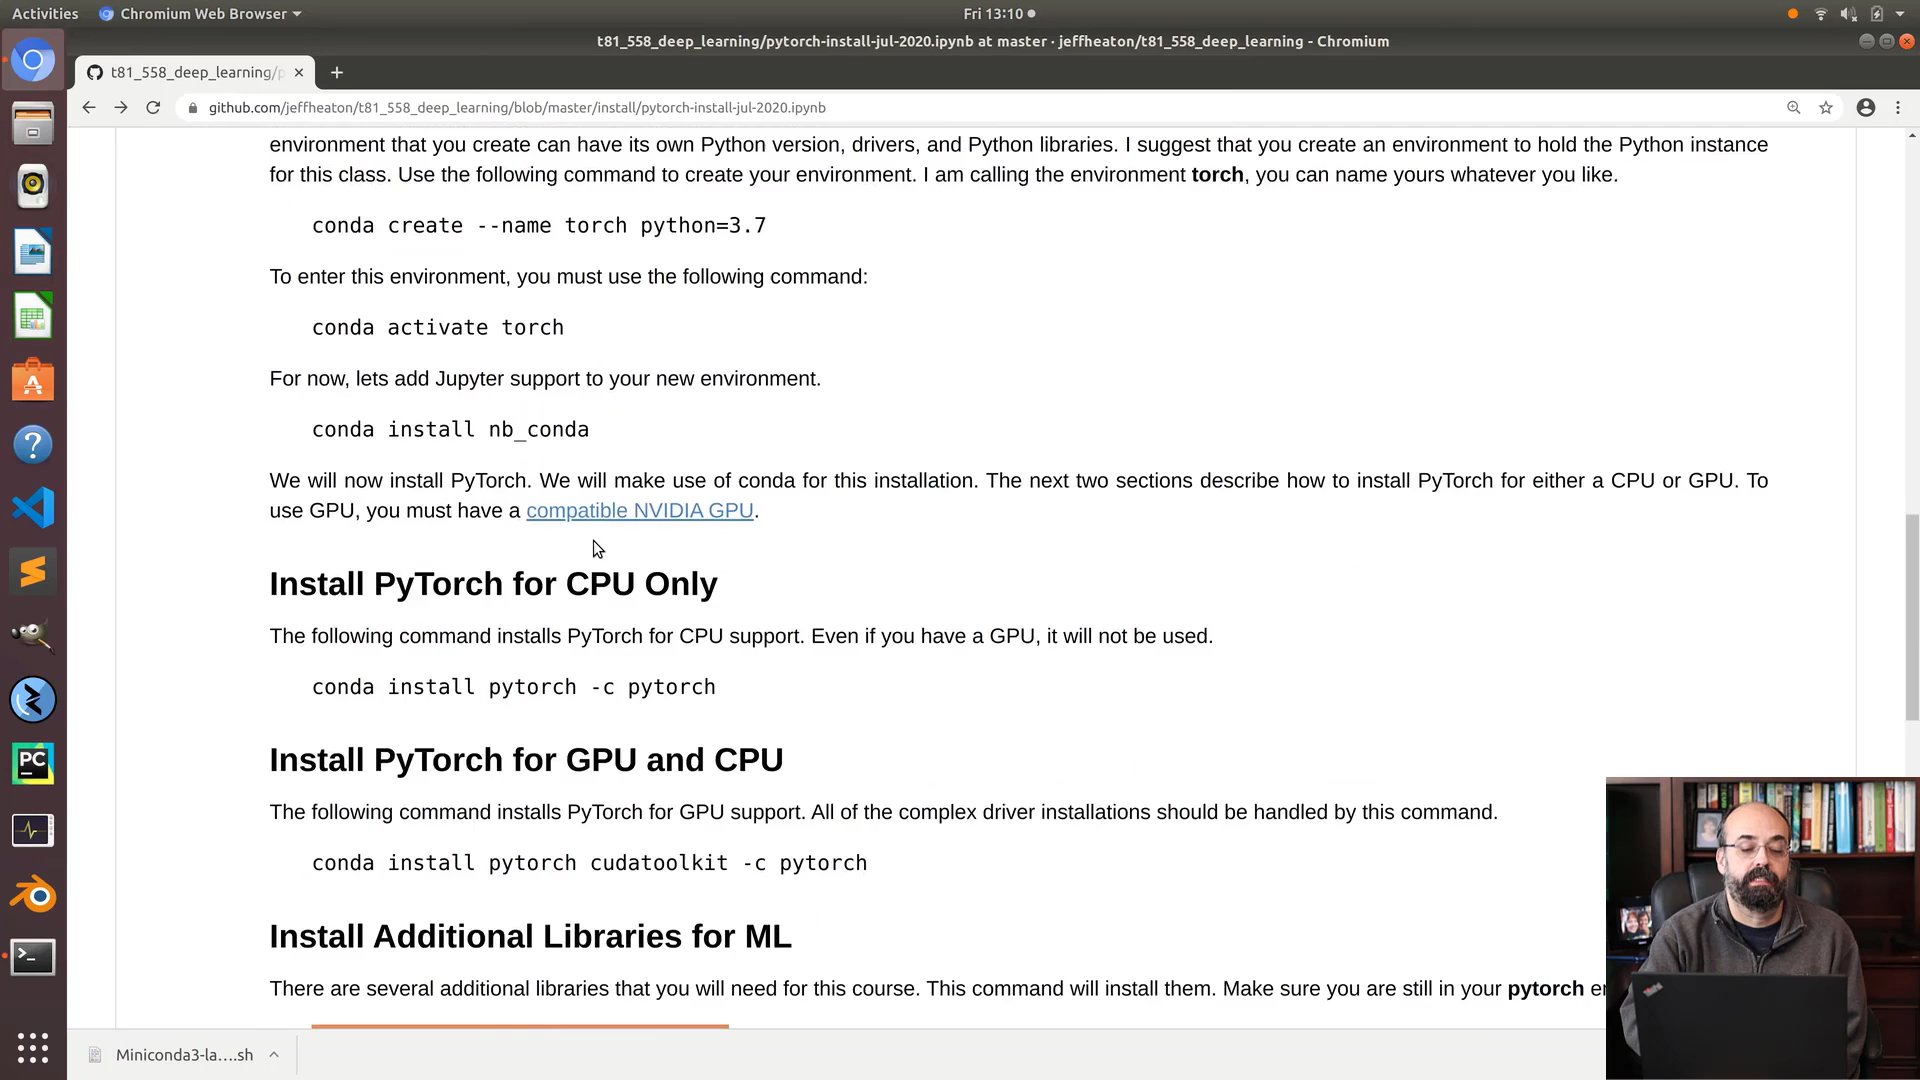 Activities
Chromium Web Browser
Fri 13:10
t81_558_deep_learning/pytorch-install-jul-2020.ipynb at master · jeffheaton/t81_558_deep_learning - Chromium
t81_558_deep_learning/p
github.com/jeffheaton/t81_558_deep_learning/blob/master/install/pytorch-install-jul-2020.ipynb
environment that you create can have its own Python version, drivers, and Python libraries. I suggest that you create an environment to hold the Python instance
for this class. Use the following command to create your environment. I am calling the environment torch, you can name yours whatever you like.
conda create --name torch python=3.7
To enter this environment, you must use the following command:
conda activate torch
For now, lets add Jupyter support to your new environment.
conda install nb_conda
We will now install PyTorch. We will make use of conda for this installation. The next two sections describe how to install PyTorch for either a CPU or GPU. To
use GPU, you must have a compatible NVIDIA GPU.
Install PyTorch for CPU Only
The following command installs PyTorch for CPU support. Even if you have a GPU, it will not be used.
conda install pytorch -c pytorch
Install PyTorch for GPU and CPU
The following command installs PyTorch for GPU support. All of the complex driver installations should be handled by this command.
conda install pytorch cudatoolkit -c pytorch
Install Additional Libraries for ML
There are several additional libraries that you will need for this course. This command will install them. Make sure you are still in your pytorch
Miniconda3-la....sh
PC